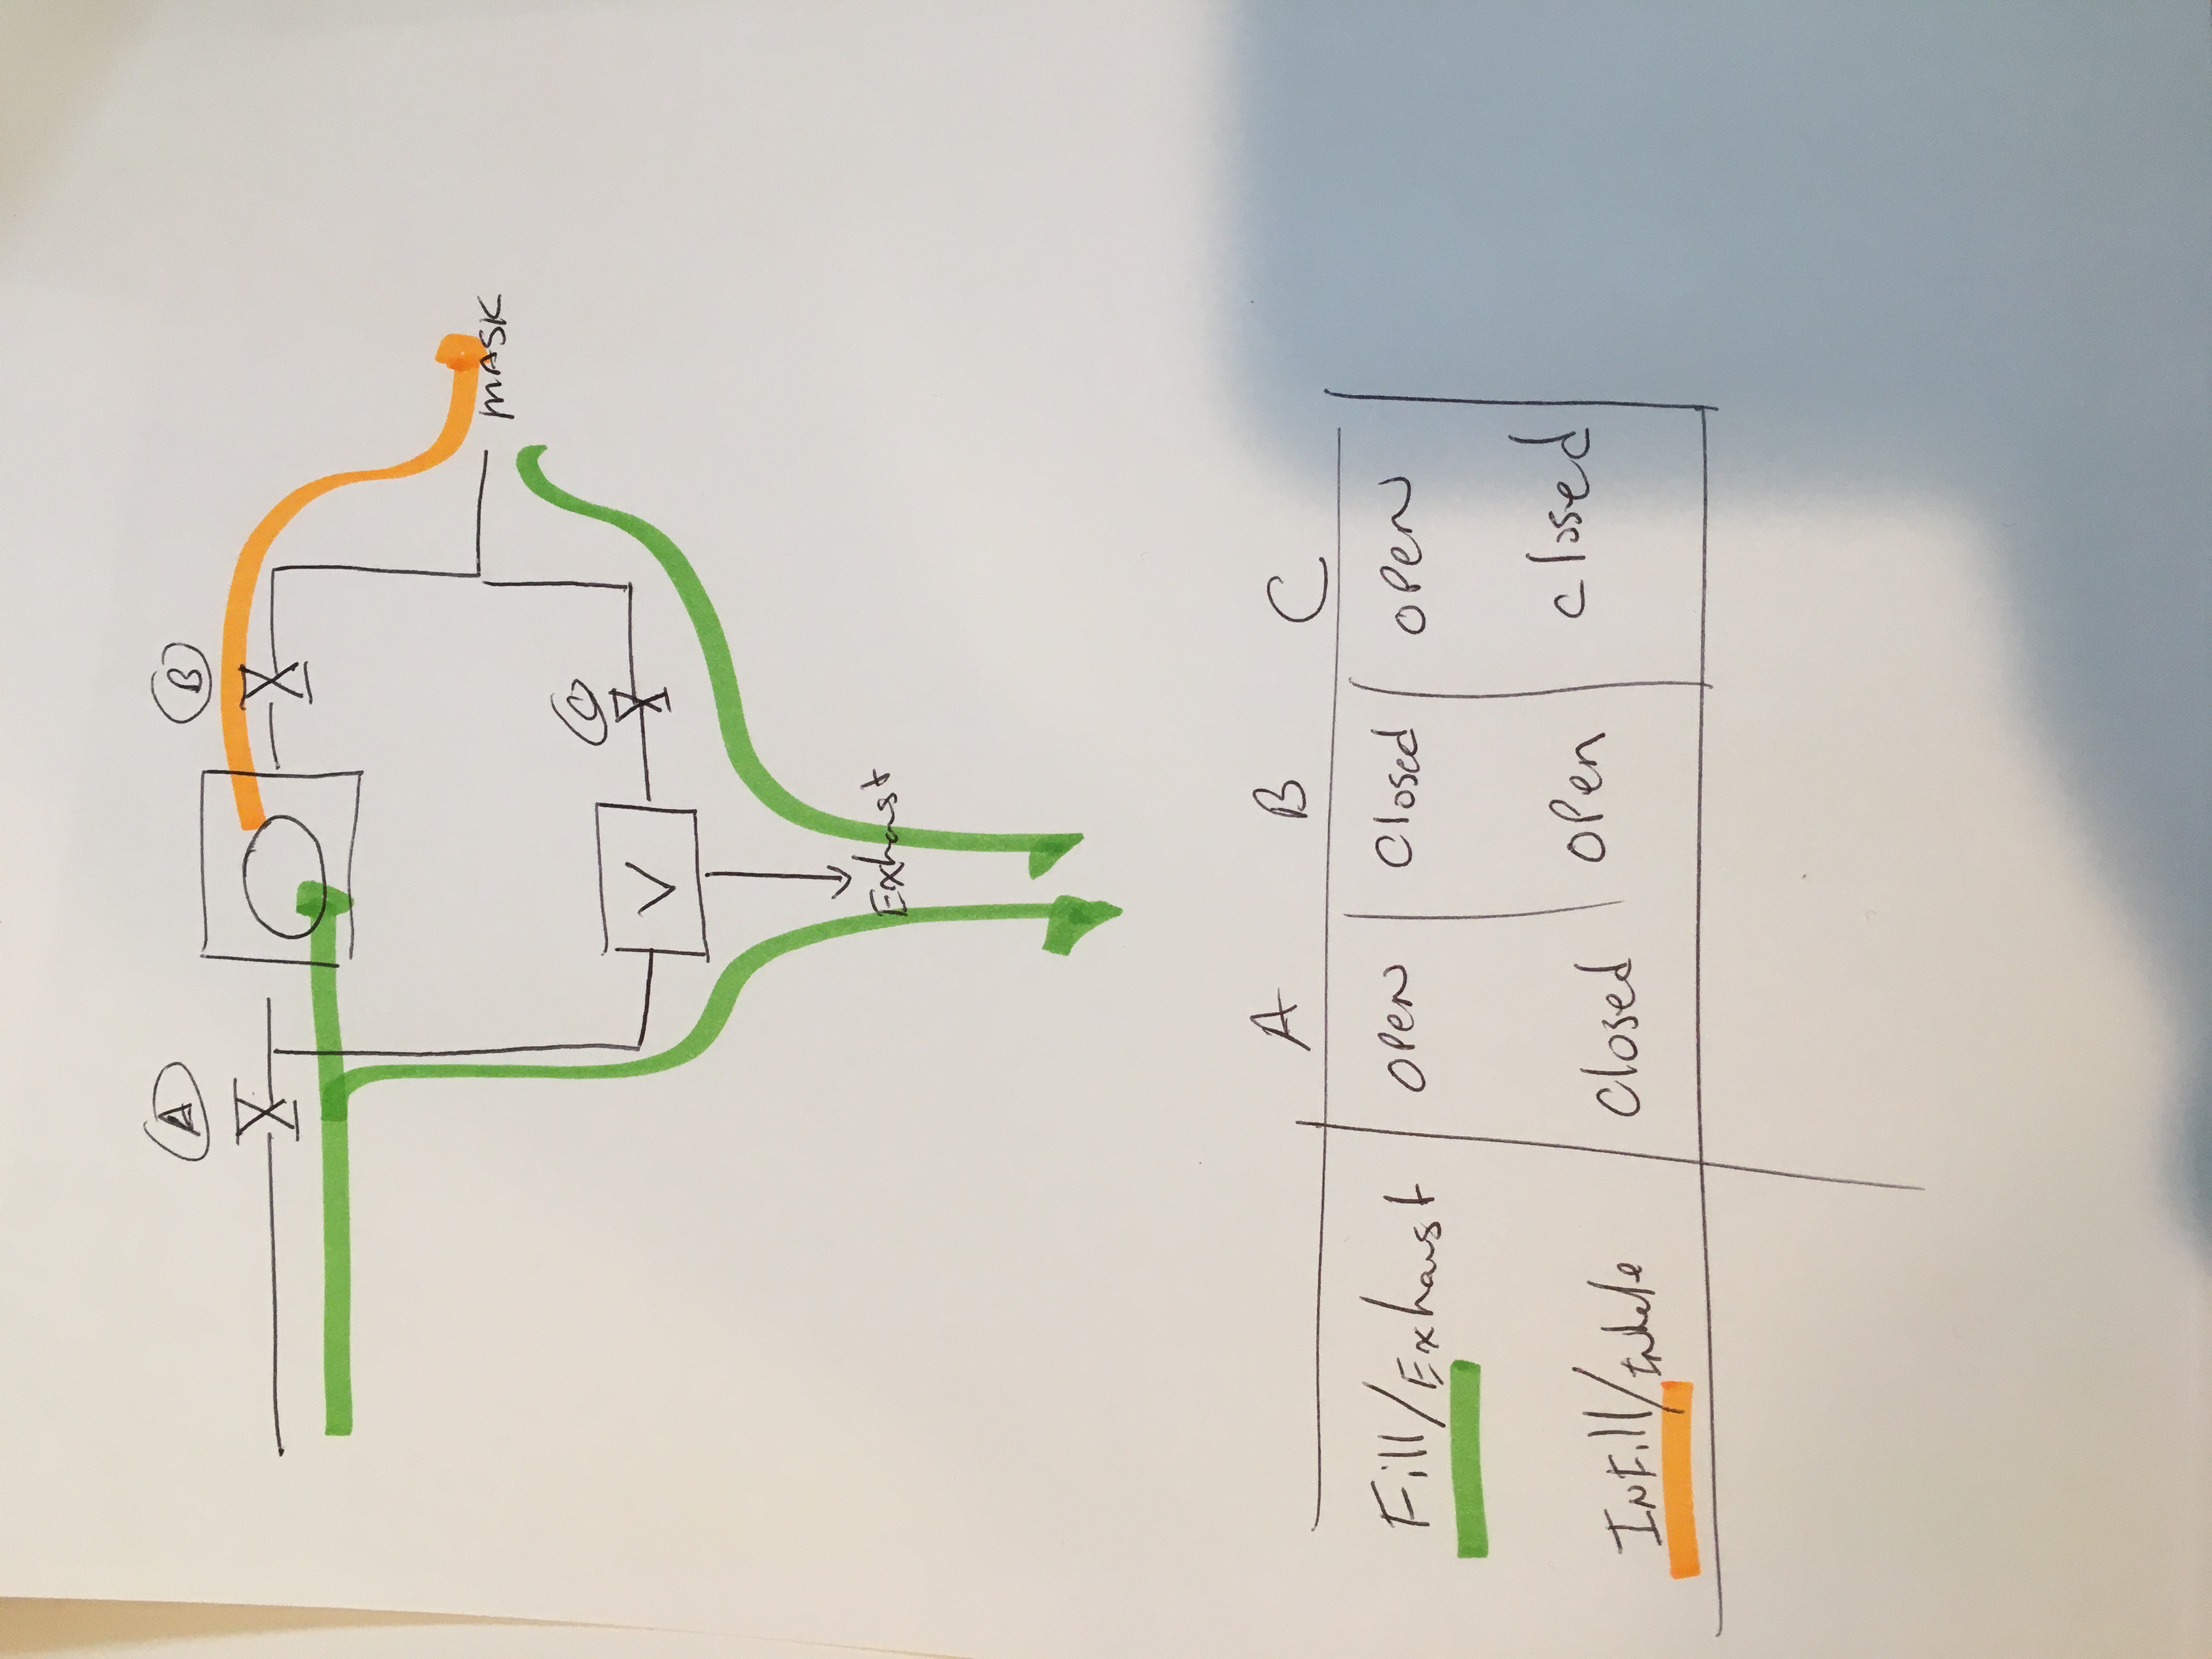 A
B
MASK
C
V
Exhaust
A B C
Fill/Exhaust OPEN Closed OPEN
InFill/Inhale Closed OPen closed